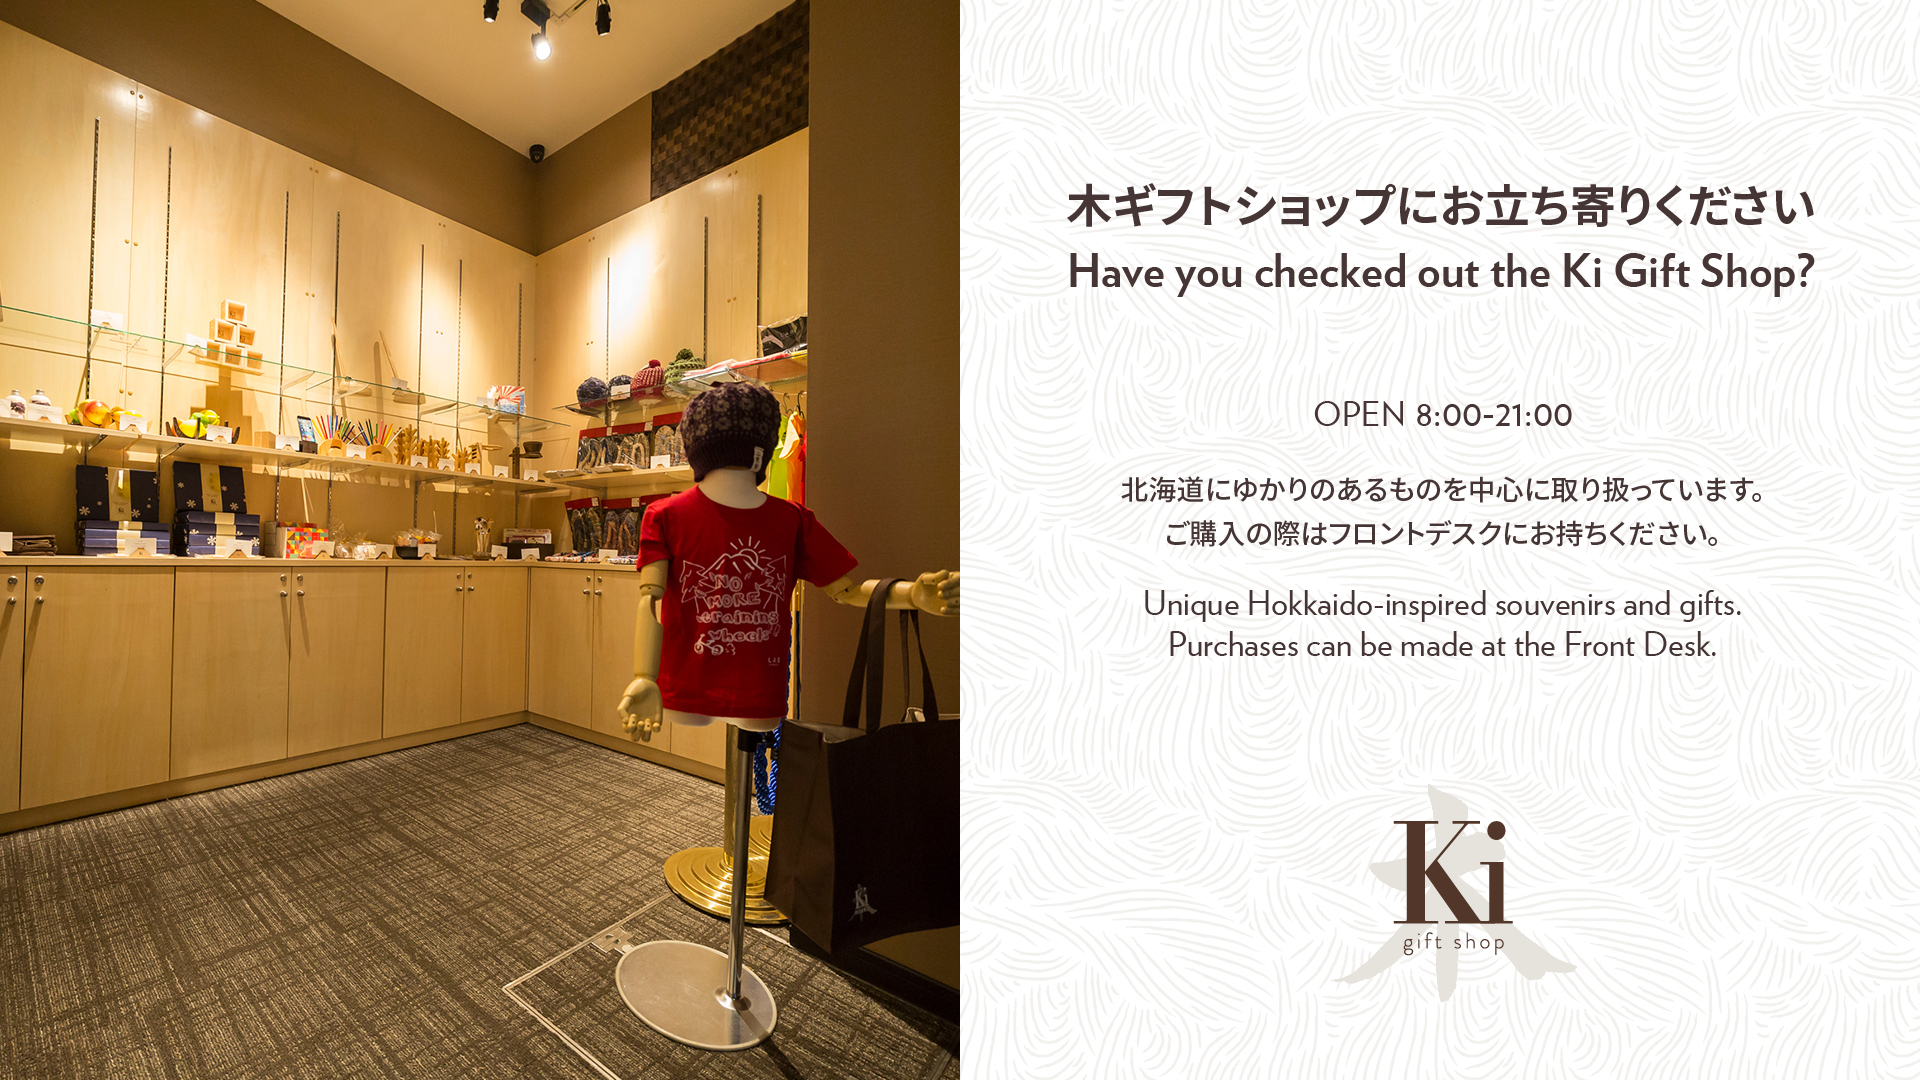 木ギフトショップにお立ち寄りください
Have you checked out the Ki Gift Shop?
OPEN 8:00-21:00
北海道にゆかりのあるものを中心に取り扱っています。
ご購入の際はフロントデスクにお持ちください。
Unique Hokkaido-inspired souvenirs and gifts.
Purchases can be made at the Front Desk.
木
Ki
gift shop
NO
MORE
training
wheels
Ki